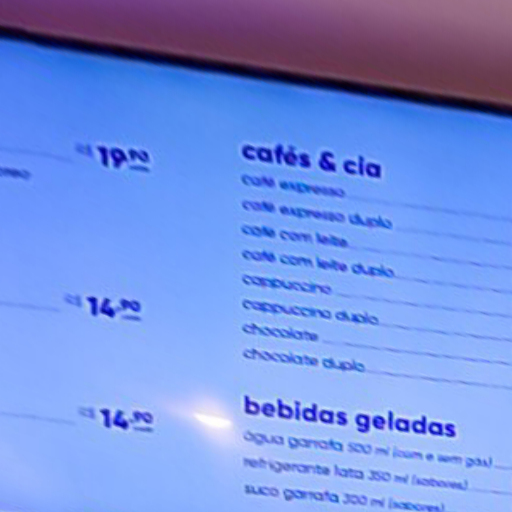 R$ 19,90
R$ 14,90
R$ 14,90
cafés & cia
café expresso
café expresso duplo
café com leite
café com leite duplo
cappuccino
cappuccino duplo
chocolate
chocolate duplo
bebidas geladas
água garrafa 500 ml (com e sem gás)
refrigerante lata 350 ml (sabores)
suco garrafa 300 ml (sabores)